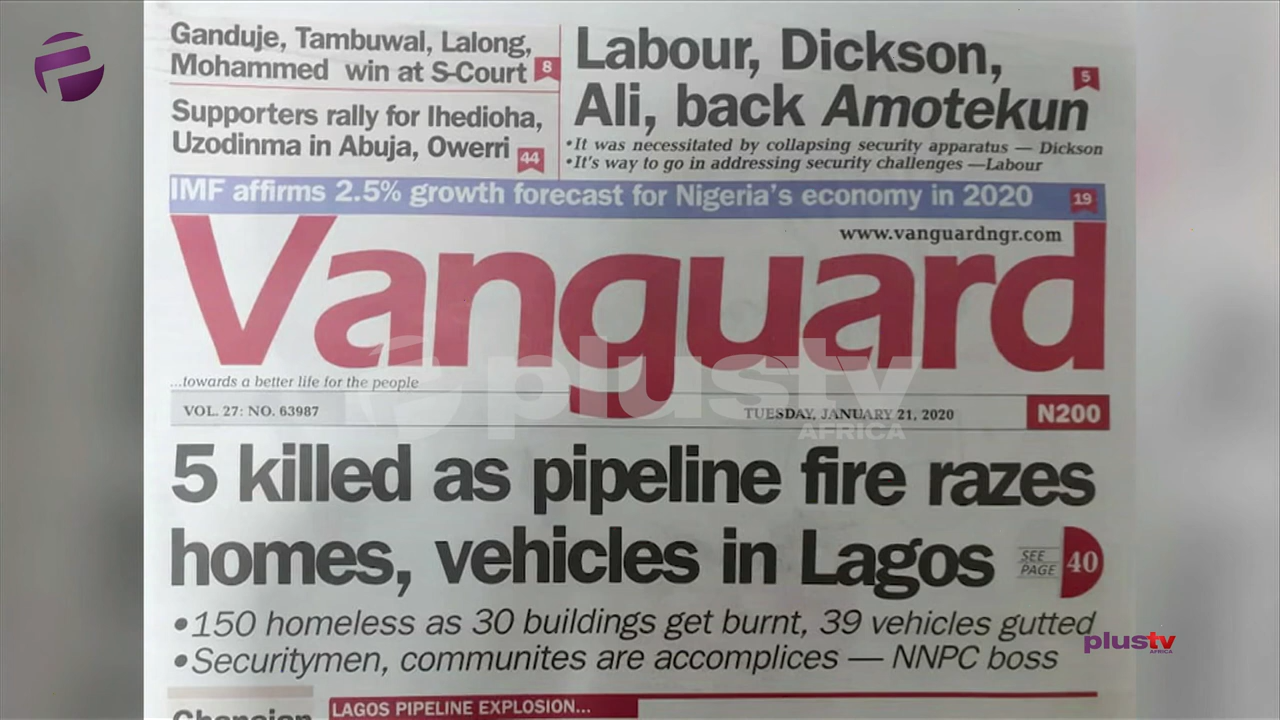 Ganduje, Tambuwal, Lalong,
Mohammed win at S-Court 8
Supporters rally for Ihedioha,
Uzodinma in Abuja, Owerri 44
Labour, Dickson, 5
Ali, back Amotekun
•It was necessitated by collapsing security apparatus — Dickson
•It's way to go in addressing security challenges —Labour
IMF affirms 2.5% growth forecast for Nigeria's economy in 2020 19
www.vanguardngr.com
Vanguard
...towards a better life for the people
plustv
AFRICA
VOL. 27: NO. 63987 TUESDAY, JANUARY 21, 2020 N200
5 killed as pipeline fire razes
homes, vehicles in Lagos SEE PAGE 40
•150 homeless as 30 buildings get burnt, 39 vehicles gutted
•Securitymen, communites are accomplices — NNPC boss
plustv
AFRICA
Champion
LAGOS PIPELINE EXPLOSION...